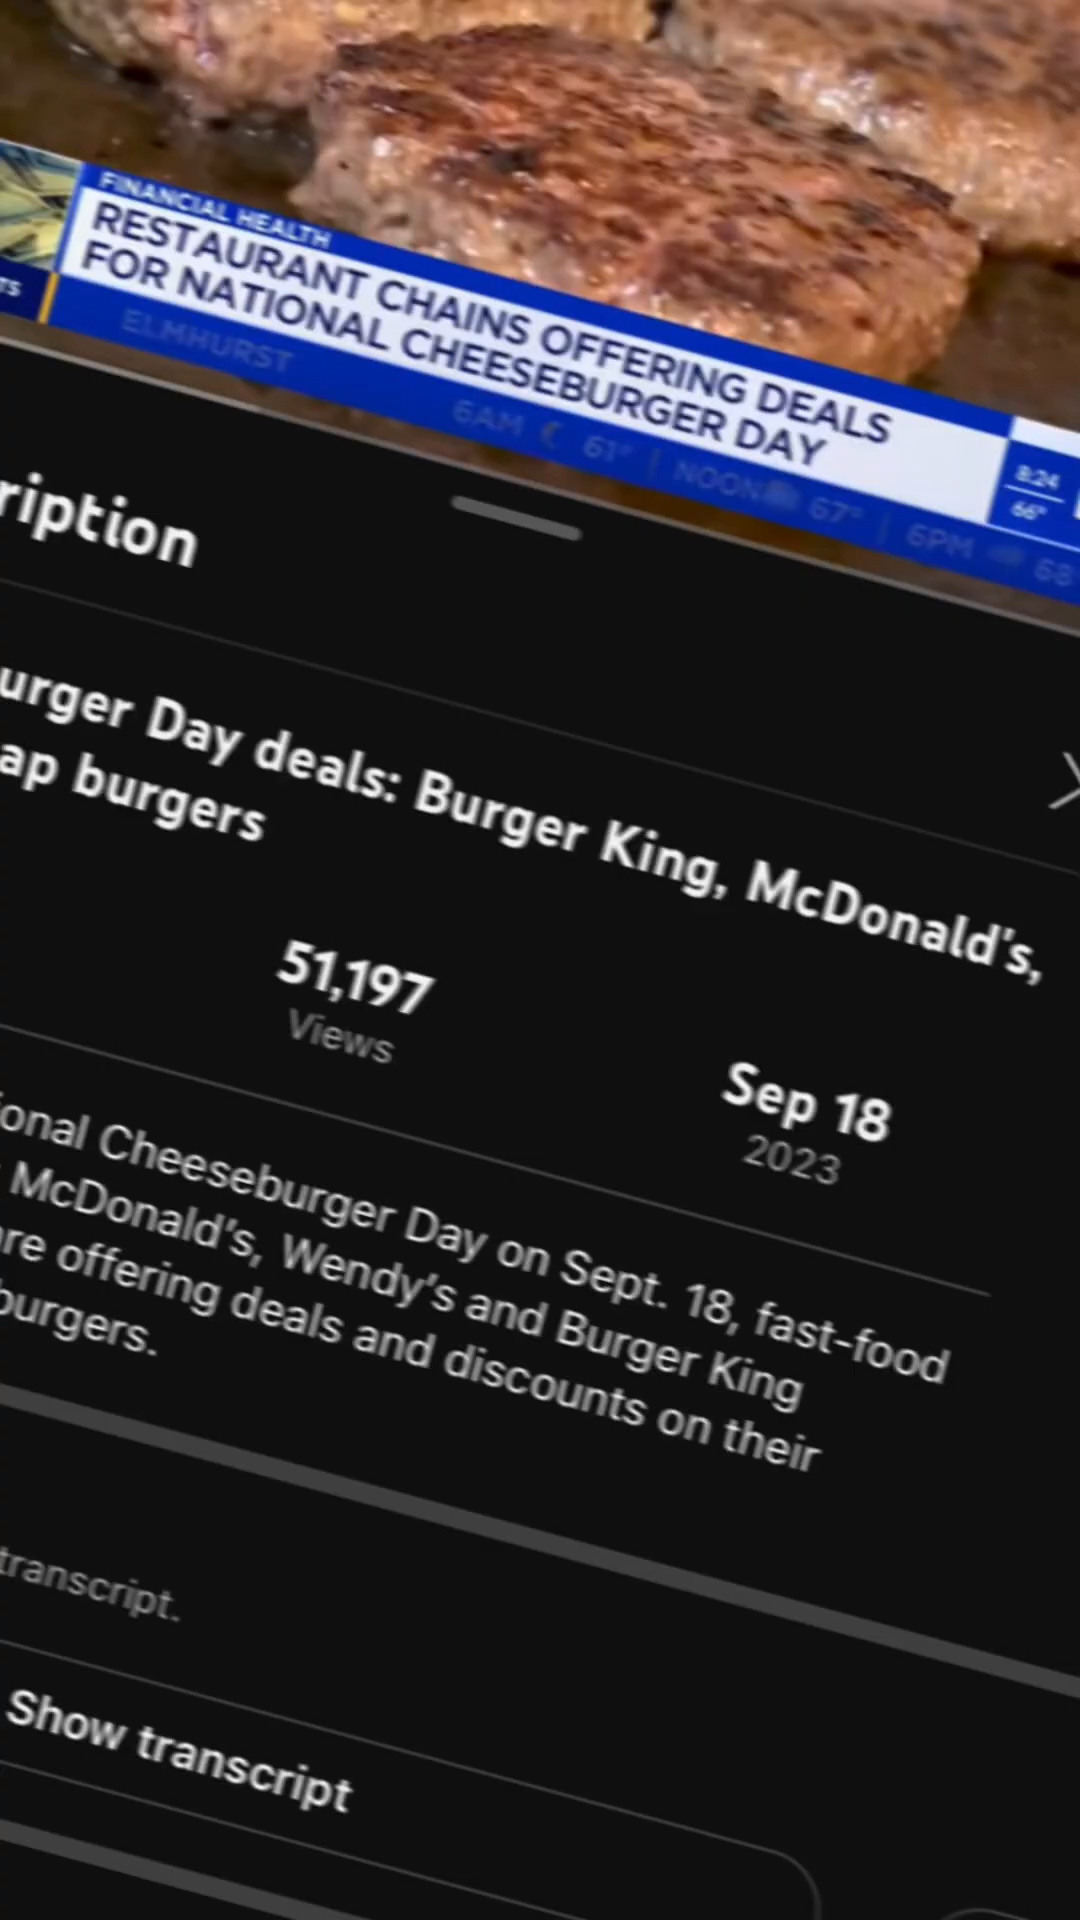 FINANCIAL HEALTH
RESTAURANT CHAINS OFFERING DEALS
FOR NATIONAL CHEESEBURGER DAY
TS
ELMHURST
6AM 61° | NOON 67° | 6PM 68
8:24
66°
ription
urger Day deals: Burger King, McDonald's,
ap burgers
51,197
Views
Sep 18
2023
ional Cheeseburger Day on Sept. 18, fast-food
McDonald's, Wendy's and Burger King
are offering deals and discounts on their
burgers.
transcript.
Show transcript